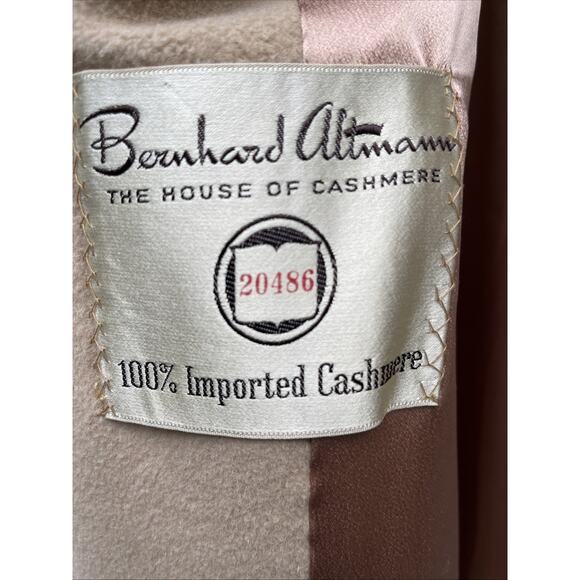 Bernhard Altmann
THE HOUSE OF CASHMERE
20486
100% Imported Cashmere